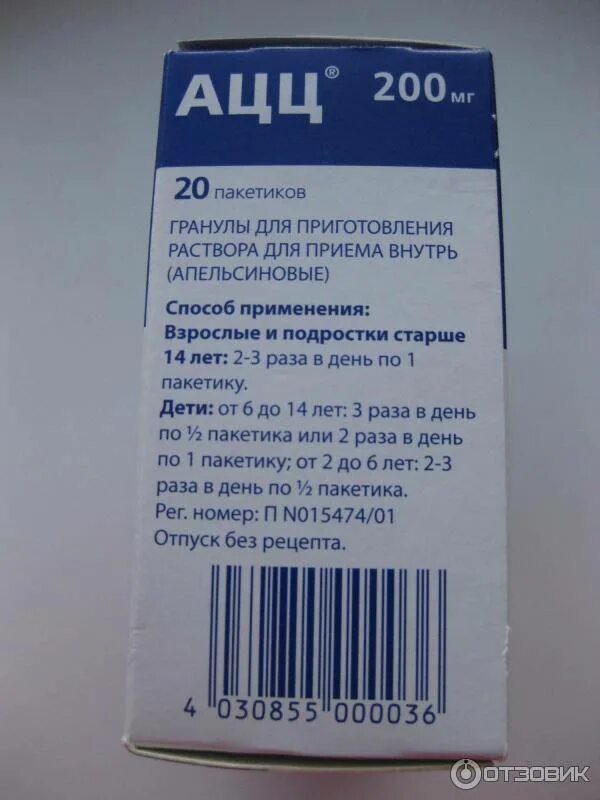 АЦЦ® 200 мг
20 пакетиков
ГРАНУЛЫ ДЛЯ ПРИГОТОВЛЕНИЯ
РАСТВОРА ДЛЯ ПРИЕМА ВНУТРЬ
(АПЕЛЬСИНОВЫЕ)
Способ применения:
Взрослые и подростки старше
14 лет: 2-3 раза в день по 1
пакетику.
Дети: от 6 до 14 лет: 3 раза в день
по ½ пакетика или 2 раза в день
по 1 пакетику; от 2 до 6 лет: 2-3
раза в день по ½ пакетика.
Рег. номер: П N015474/01
Отпуск без рецепта.
4 030855 000036
ОТЗОВИК